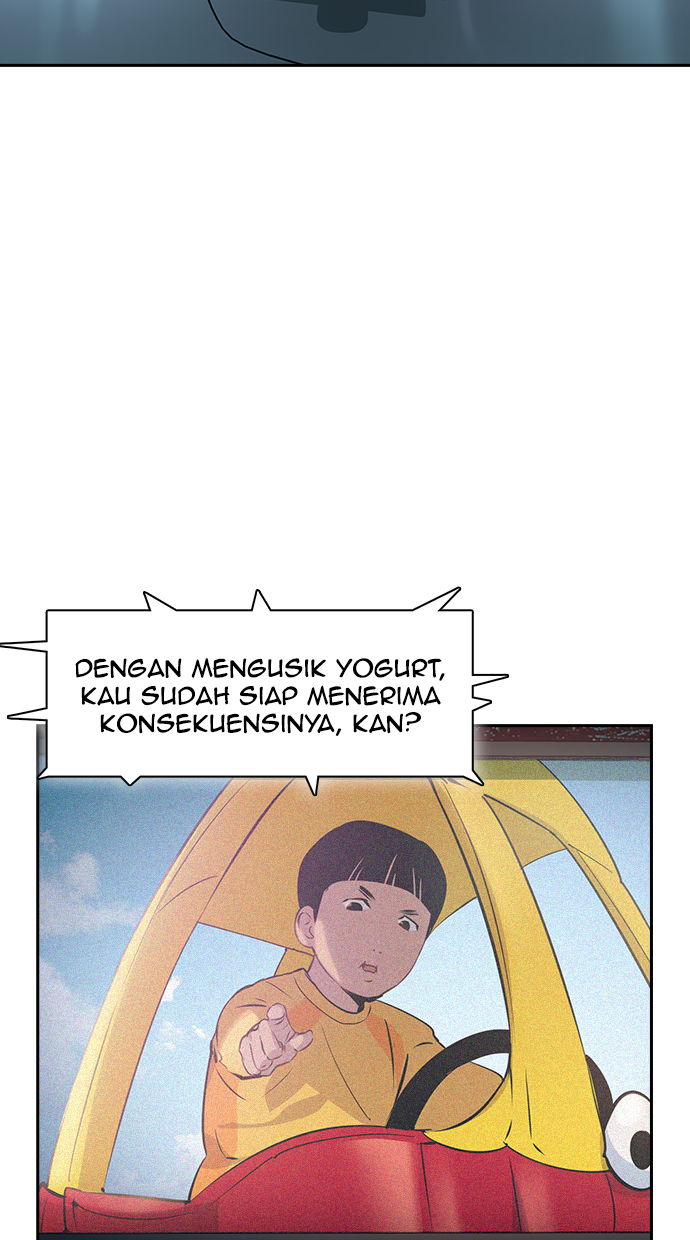 DENGAN MENGUSIK YOGURT,
KAU SUDAH SIAP MENERIMA
KONSEKUENSINYA, KAN?